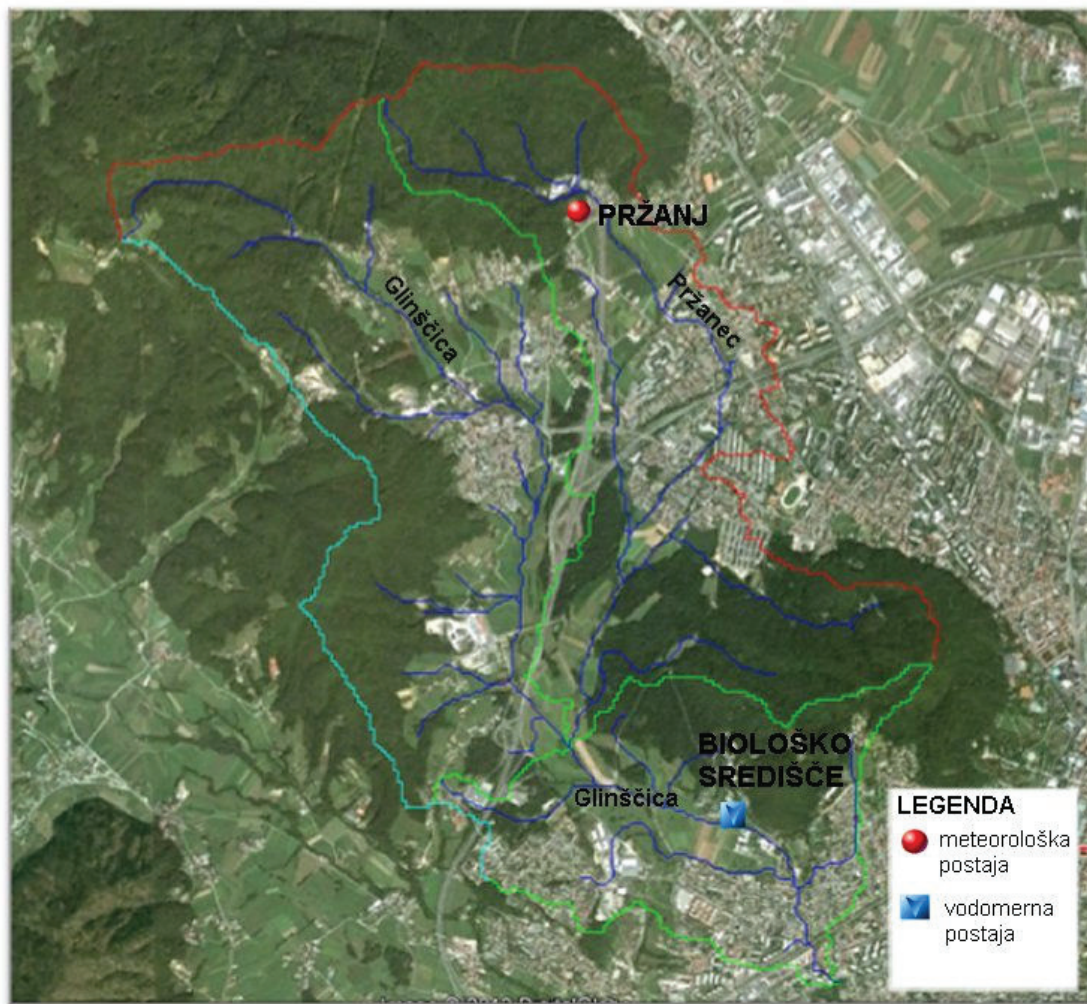 PRŽANJ
Pržanec
Glinščica
BIOLOŠKO
SREDIŠČE
Glinščica
LEGENDA
meteorološka
postaja
vodomerna
postaja